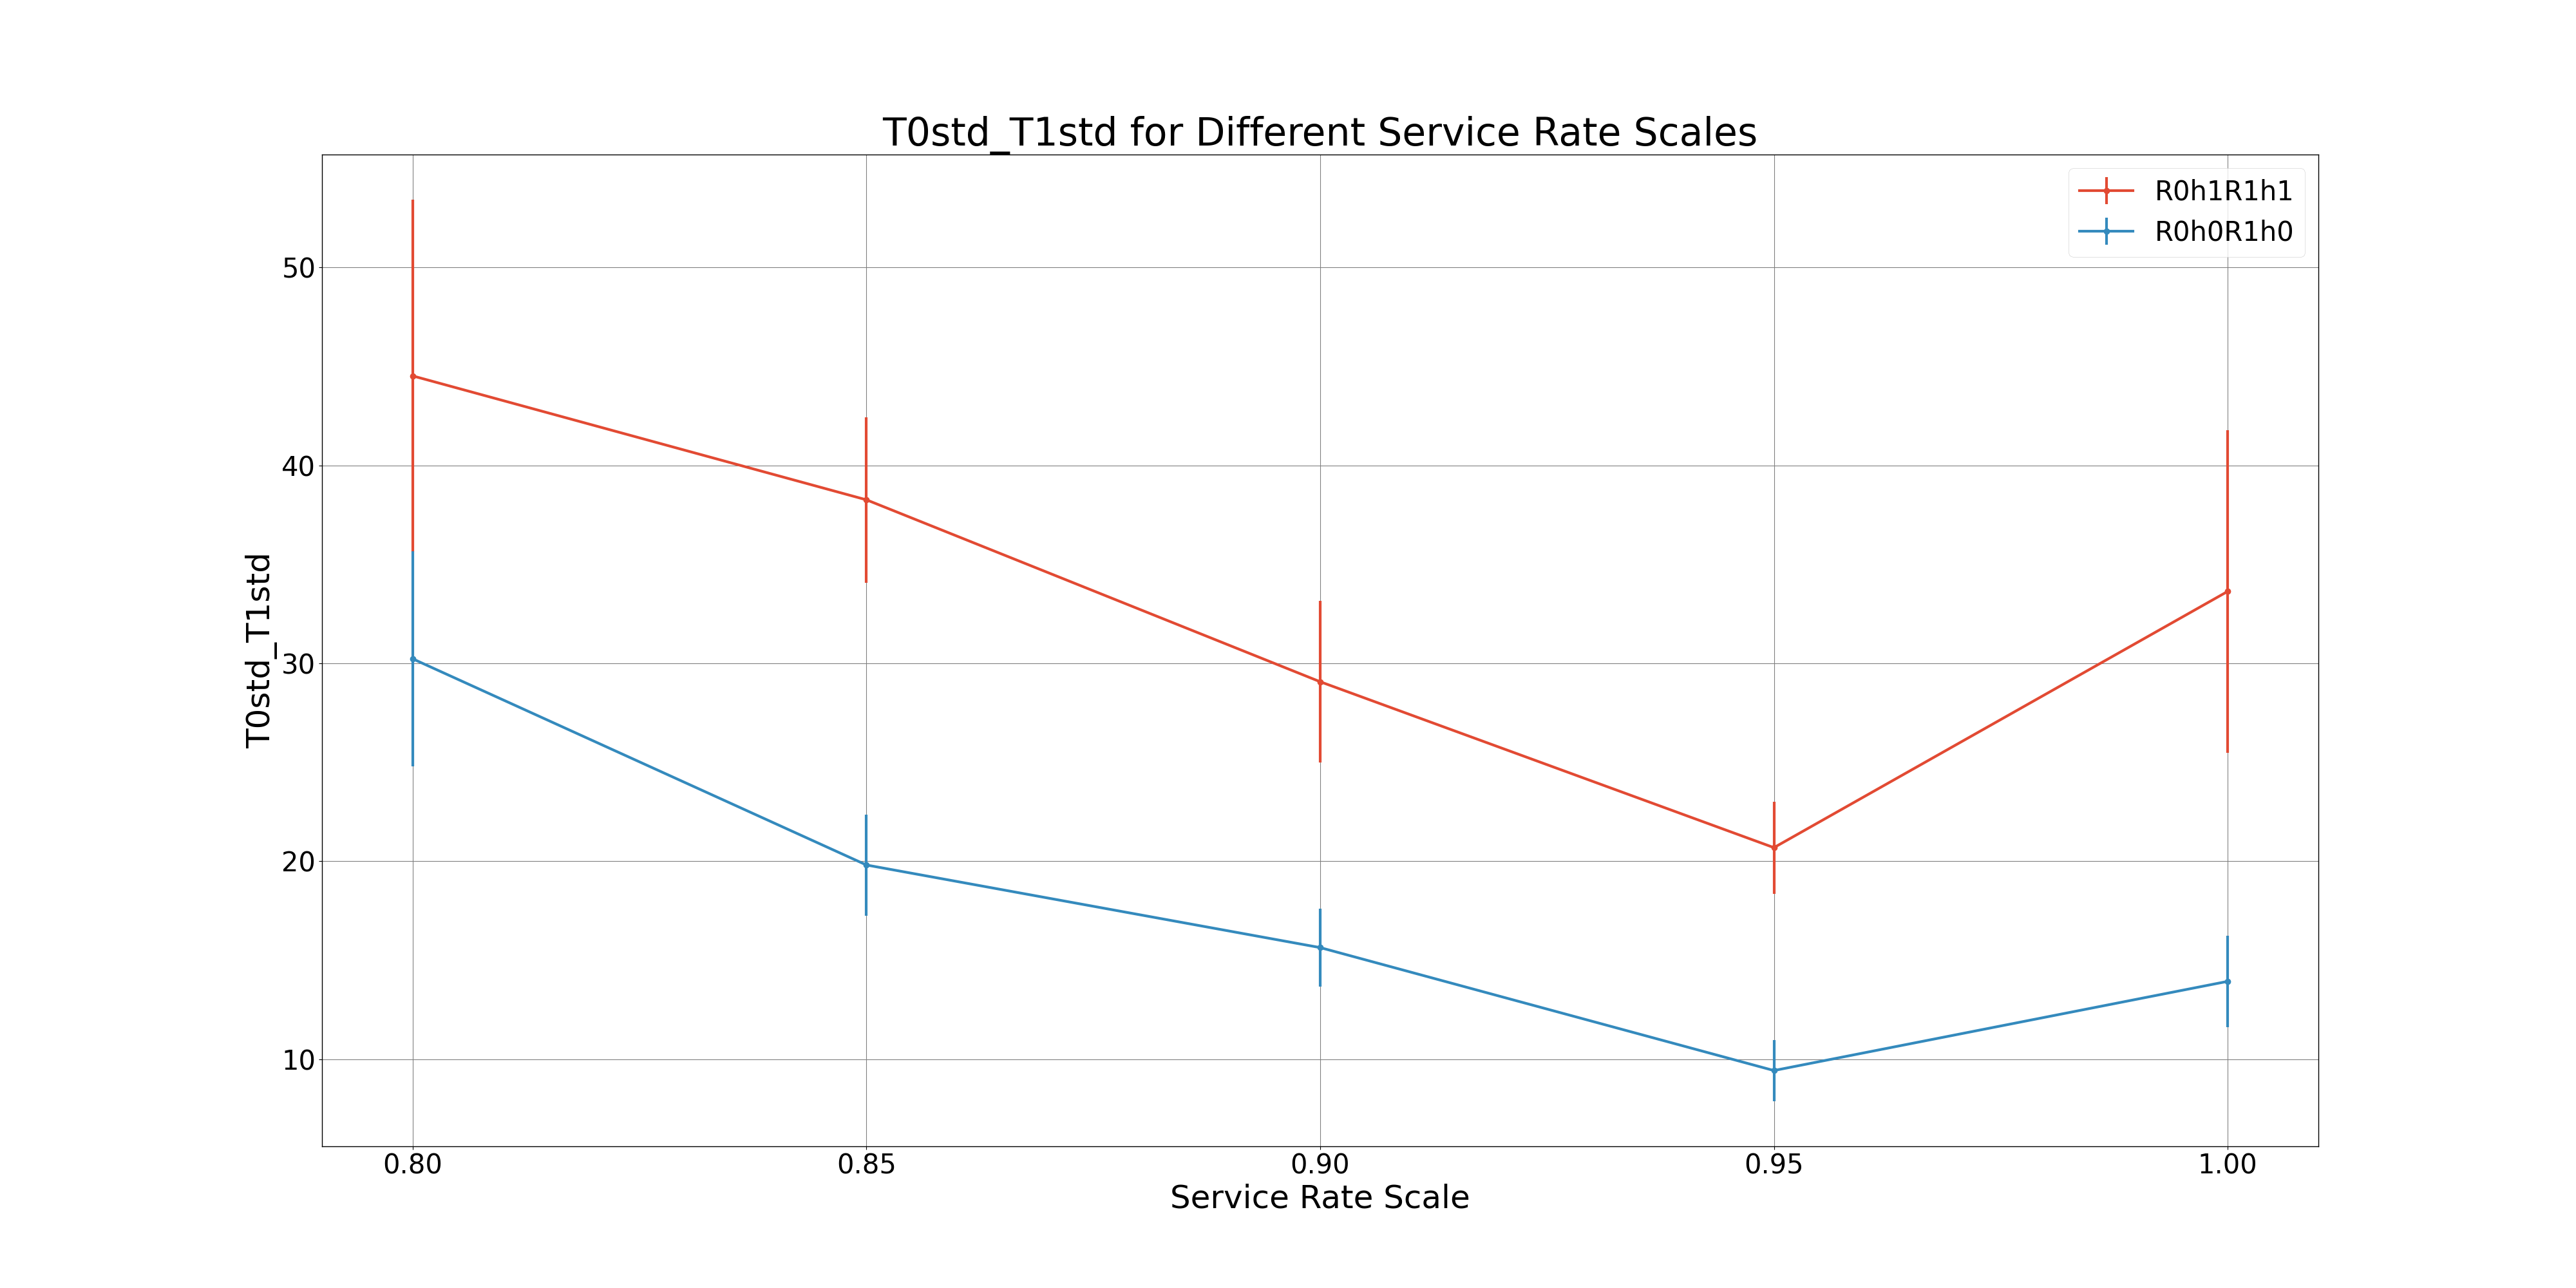 T0std_T1std for Different Service Rate Scales
R0h1R1h1
R0h0R1h0
T0std_T1std
50
40
30
20
10
0.80 0.85 0.90 0.95 1.00
Service Rate Scale